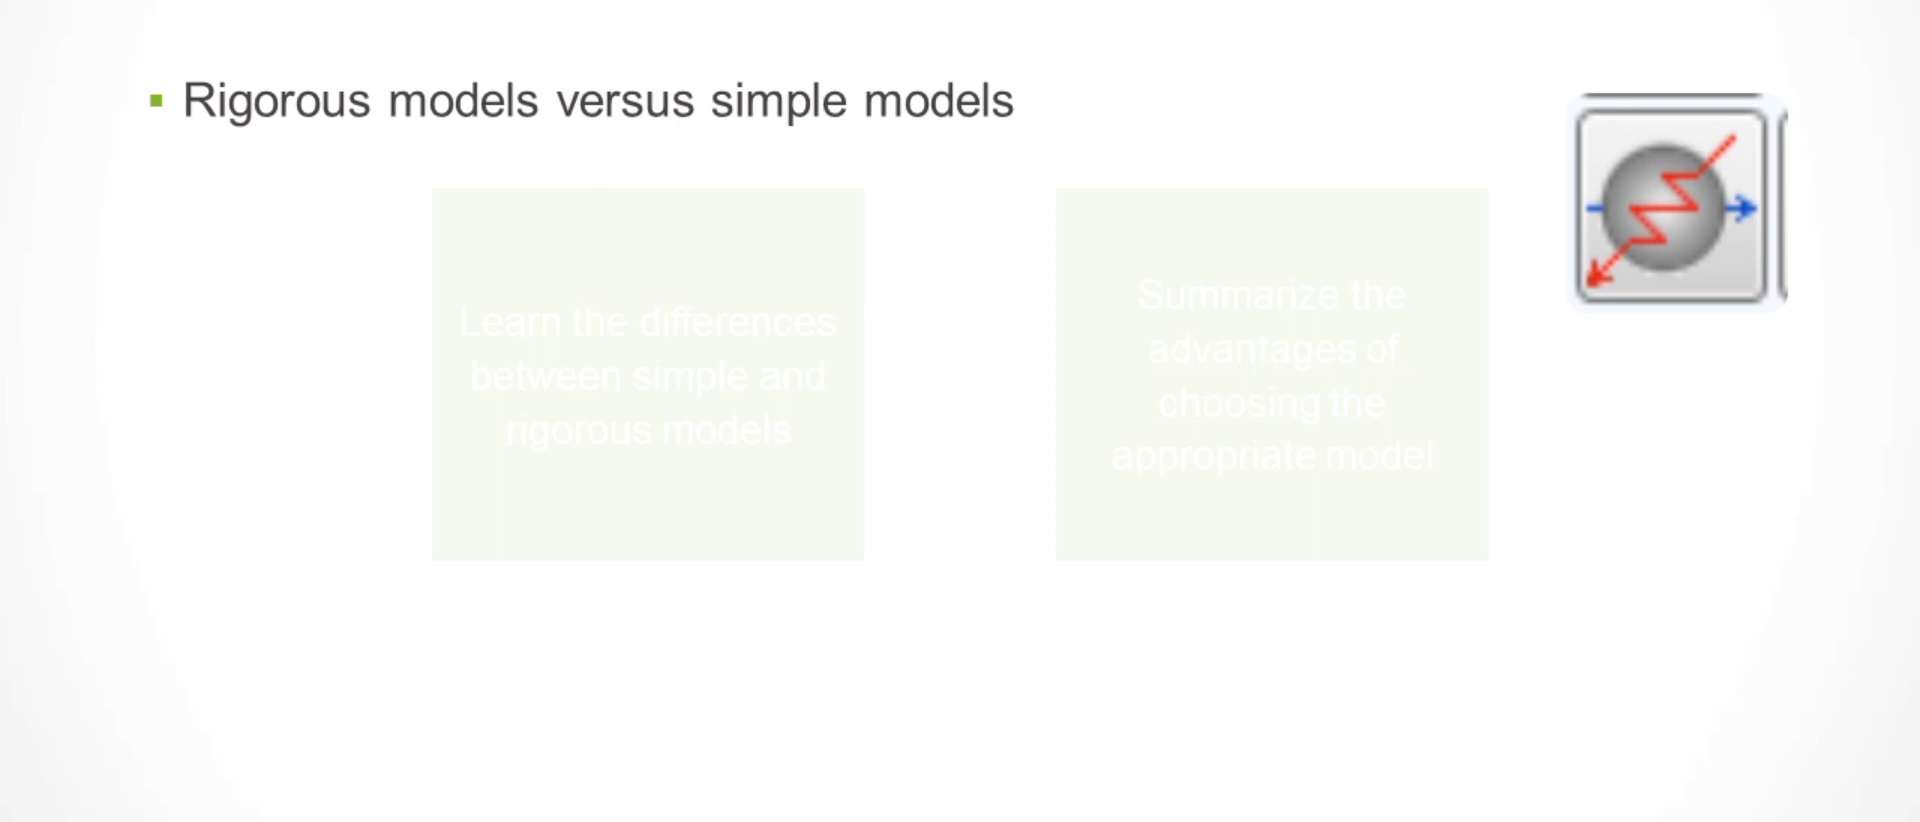 Rigorous models versus simple models
Learn the differences
between simple and
rigorous models
Summarize the
advantages of
choosing the
appropriate model